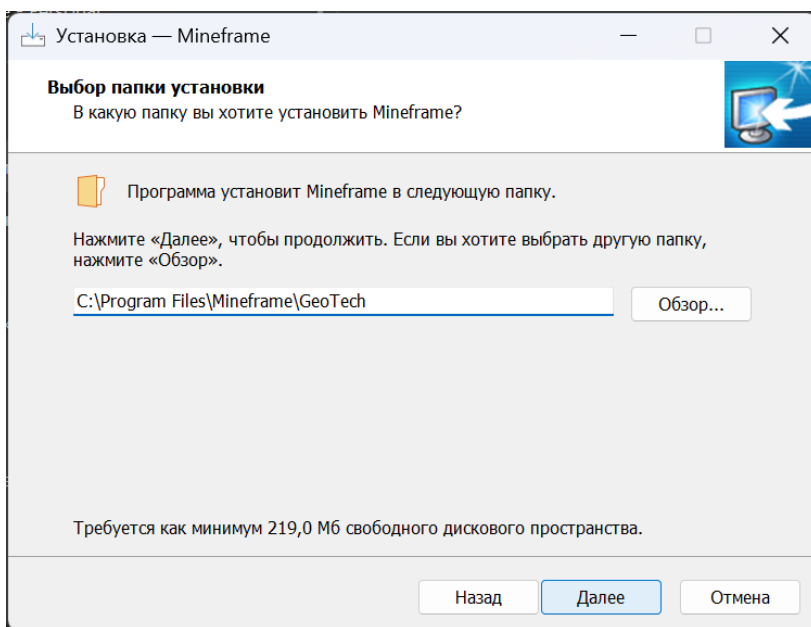 Установка — Mineframe
Выбор папки установки
В какую папку вы хотите установить Mineframe?
Программа установит Mineframe в следующую папку.
Нажмите «Далее», чтобы продолжить. Если вы хотите выбрать другую папку,
нажмите «Обзор».
C:\Program Files\Mineframe\GeoTech
Обзор...
Требуется как минимум 219,0 Мб свободного дискового пространства.
Назад
Далее
Отмена